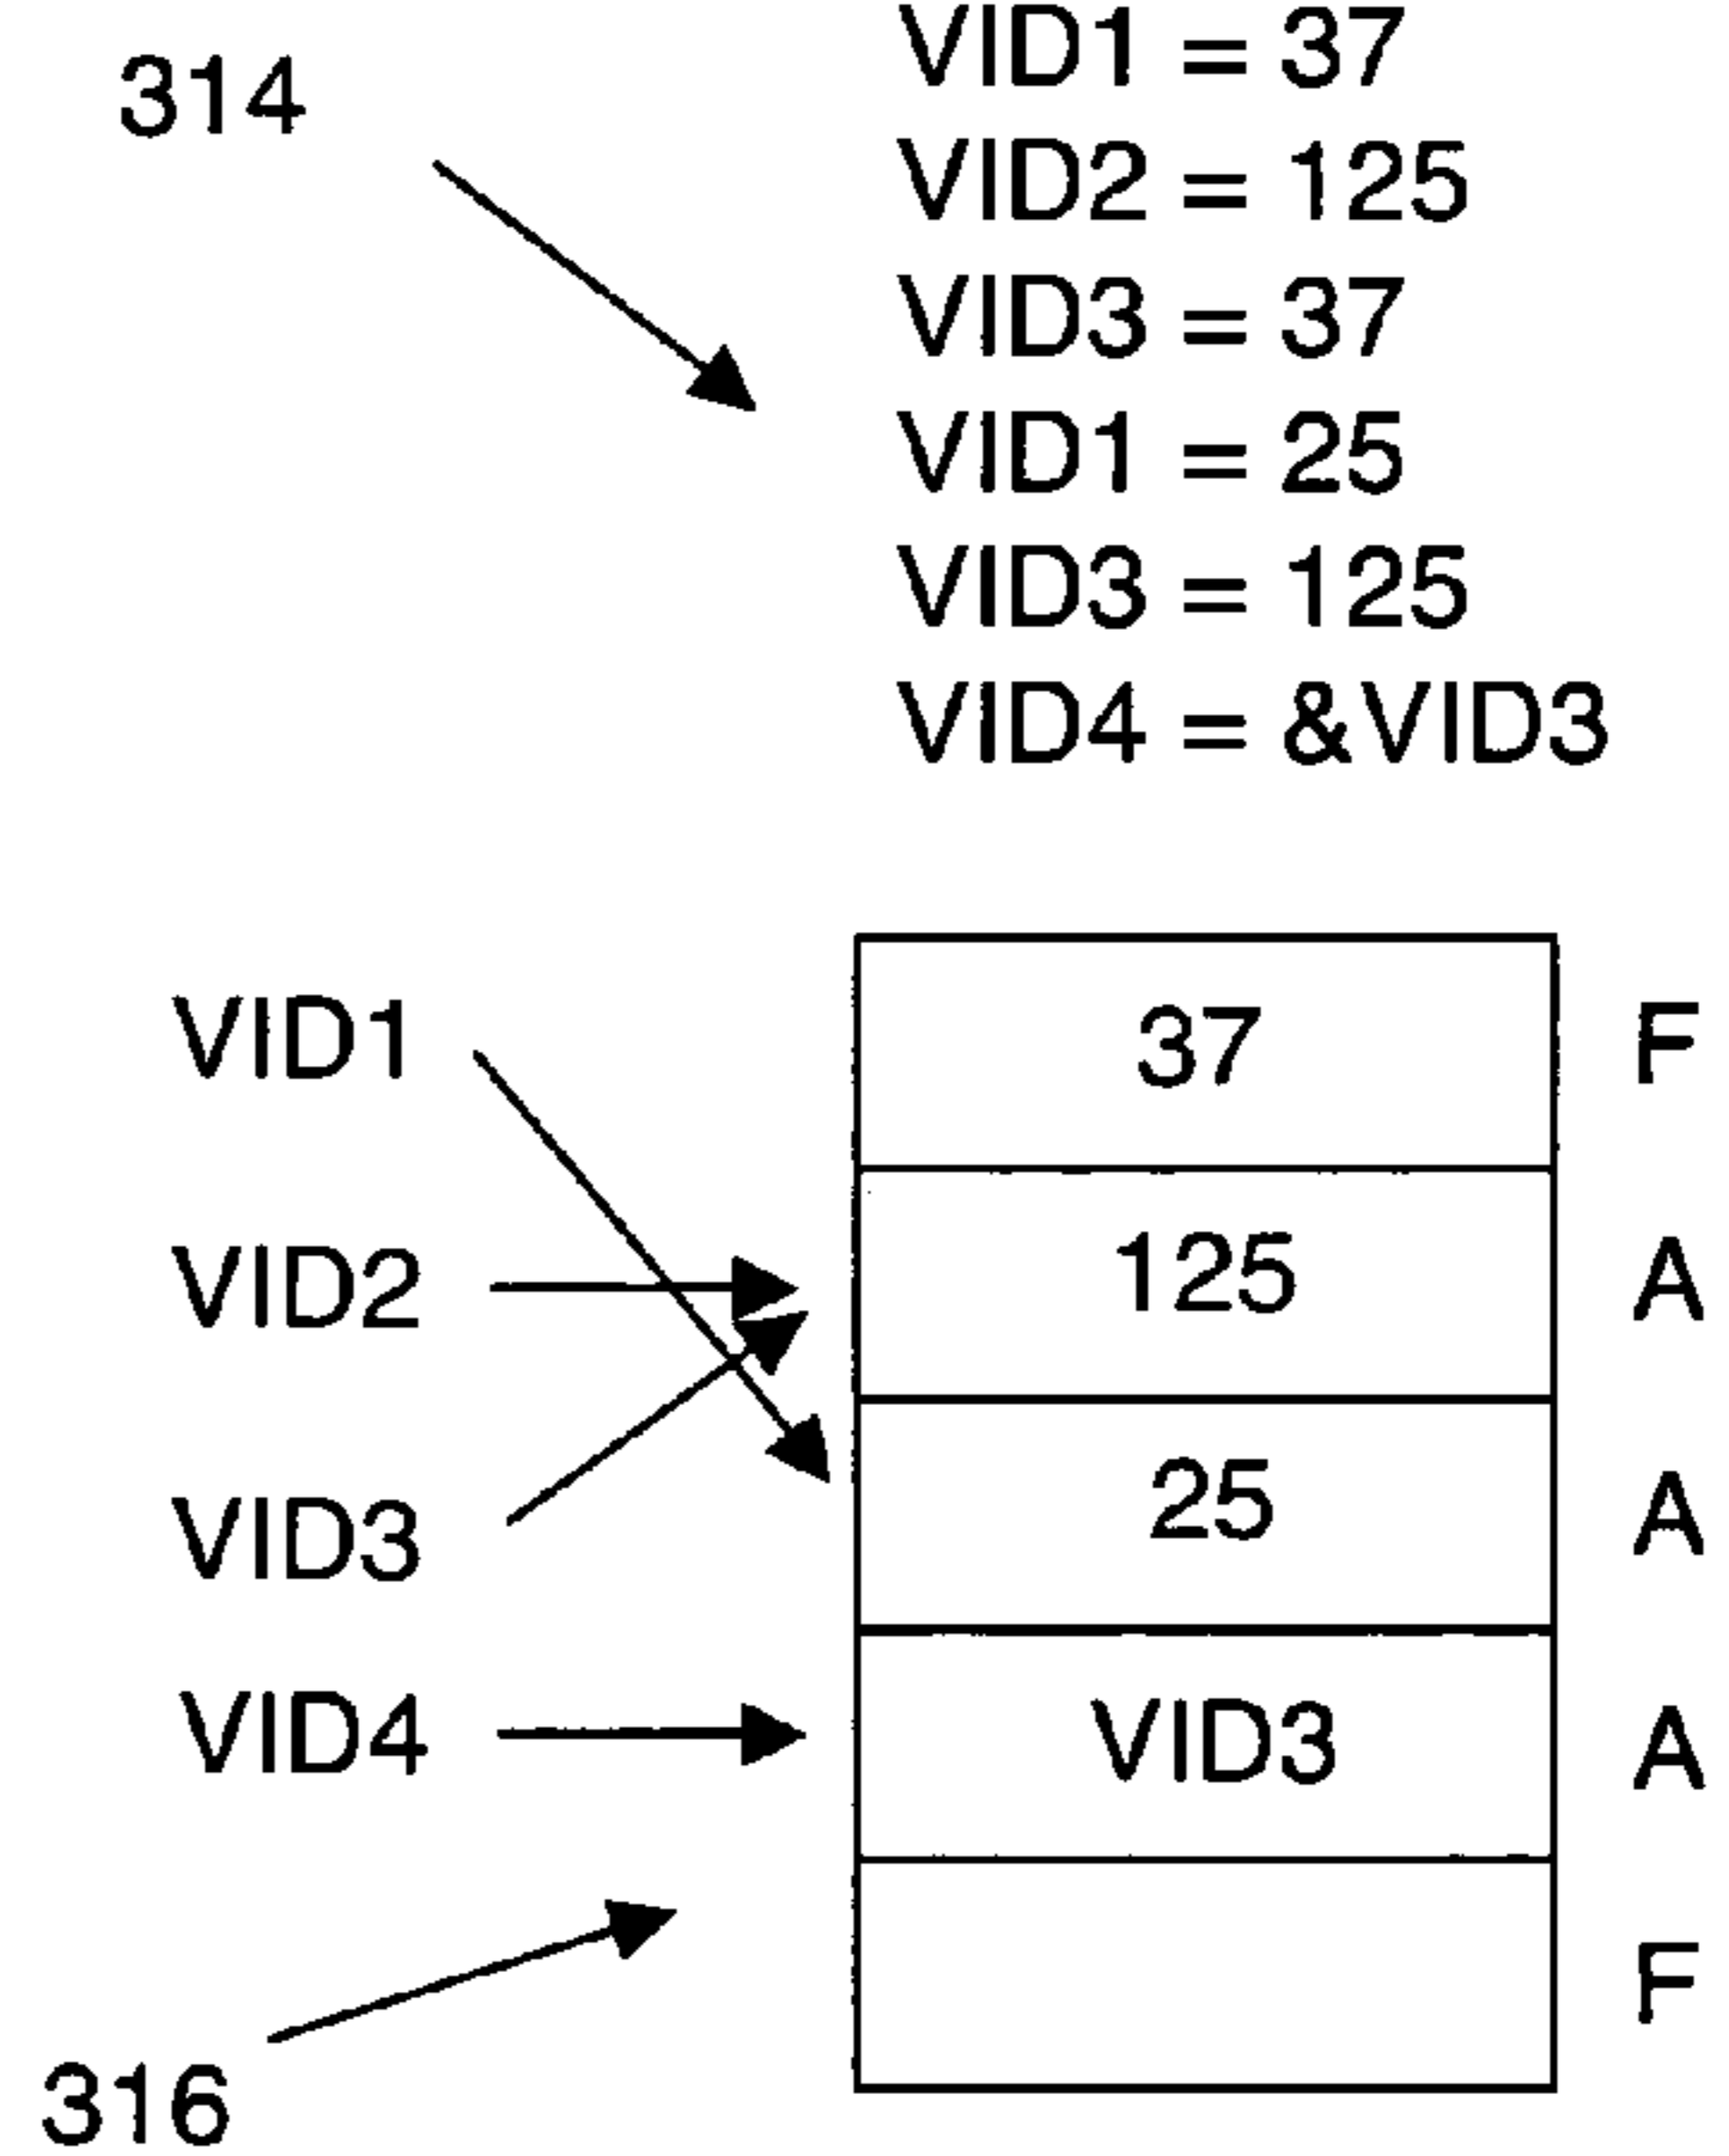 VID1 = 37
314
VID2 = 125
VID3 = 37
VID1 = 25
VID3 = 125
VID4 = &VID3
VID1 37 F
VID2 125 A
VID3 25 A
VID4 VID3 A
F
316